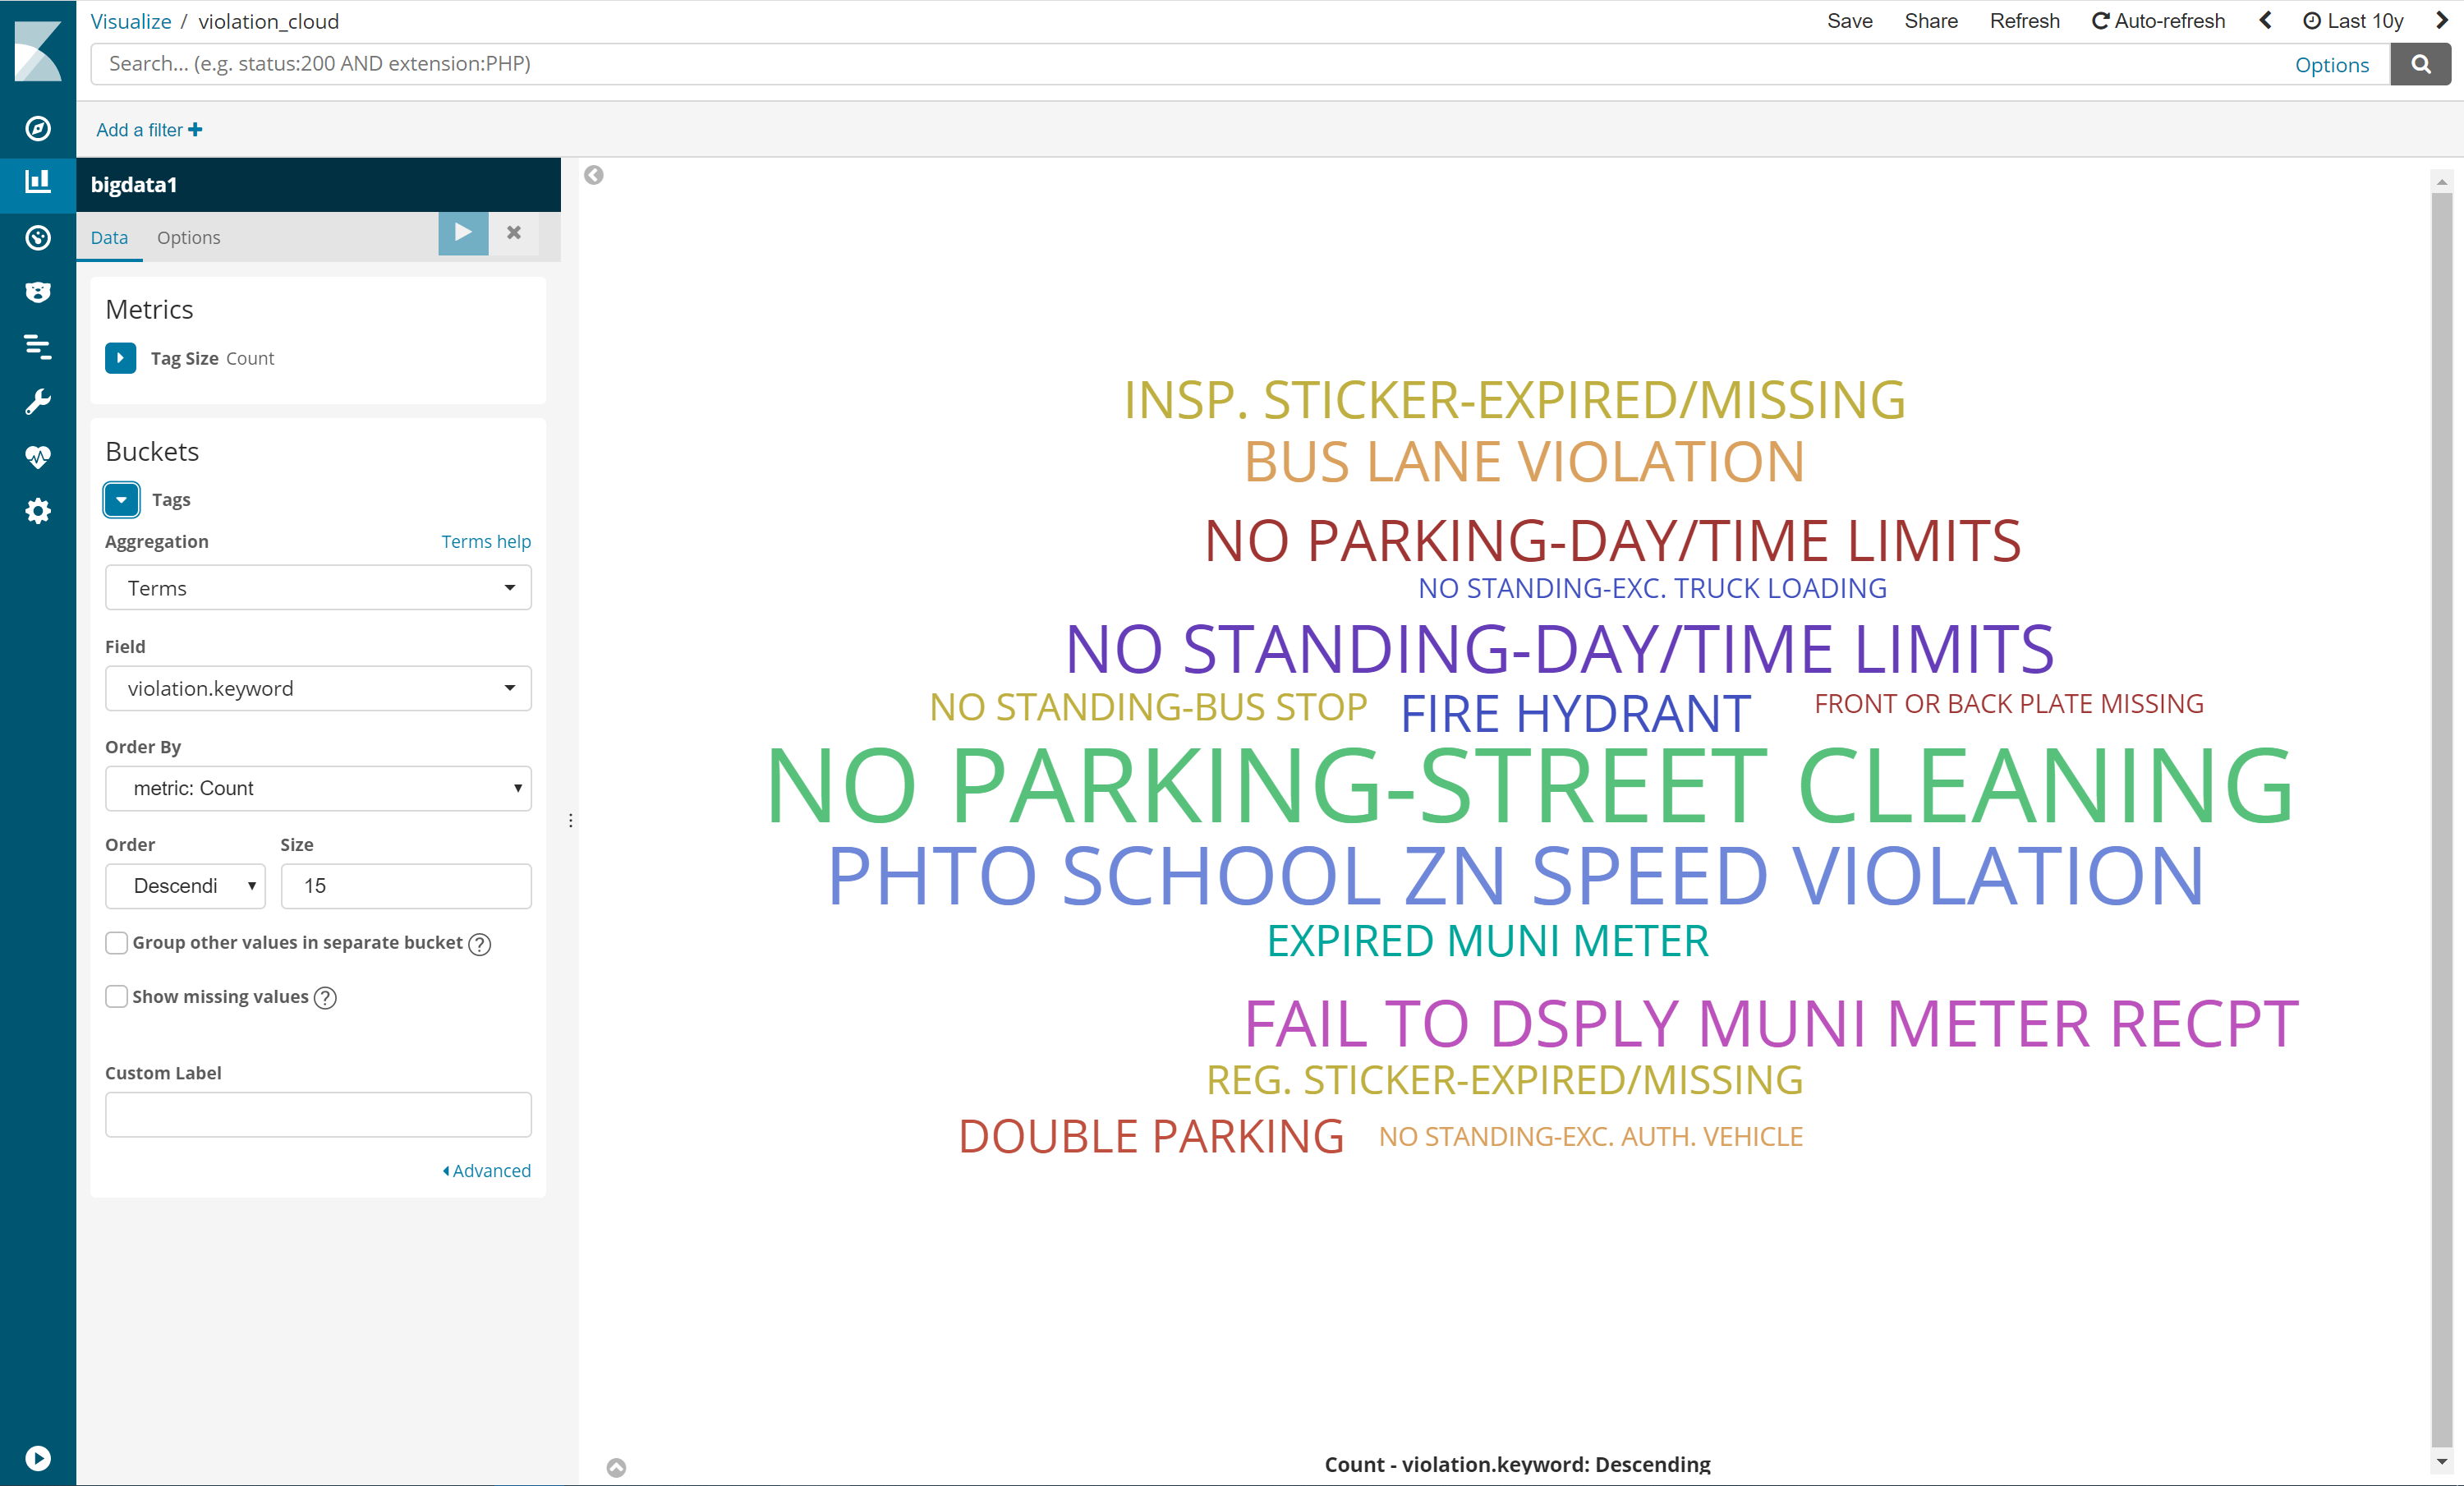 Visualize / violation_cloud
Save Share Refresh Auto-refresh Last 10y
Search... (e.g. status:200 AND extension:PHP)
Options
Add a filter
bigdata1
Data Options
Metrics
Tag Size Count
Buckets
Tags
Aggregation Terms help
Terms
Field
violation.keyword
Order By
metric: Count
Order Size
Descendi 15
Group other values in separate bucket ?
Show missing values ?
Custom Label
Advanced
INSP. STICKER-EXPIRED/MISSING
BUS LANE VIOLATION
NO PARKING-DAY/TIME LIMITS
NO STANDING-EXC. TRUCK LOADING
NO STANDING-DAY/TIME LIMITS
NO STANDING-BUS STOP FIRE HYDRANT FRONT OR BACK PLATE MISSING
NO PARKING-STREET CLEANING
PHTO SCHOOL ZN SPEED VIOLATION
EXPIRED MUNI METER
FAIL TO DSPLY MUNI METER RECPT
REG. STICKER-EXPIRED/MISSING
DOUBLE PARKING NO STANDING-EXC. AUTH. VEHICLE
Count - violation.keyword: Descending